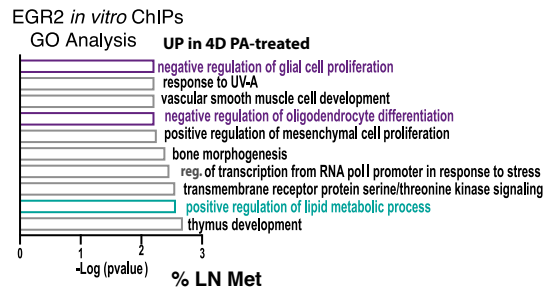 EGR2 in vitro ChIPs
GO Analysis
UP in 4D PA-treated
negative regulation of glial cell proliferation
response to UV-A
vascular smooth muscle cell development
negative regulation of oligodendrocyte differentiation
positive regulation of mesenchymal cell proliferation
bone morphogenesis
reg. of transcription from RNA pol I promoter in response to stress
transmembrane receptor protein serine/threonine kinase signaling
positive regulation of lipid metabolic process
thymus development
0 1 2 3
-Log (pvalue)
% LN Met